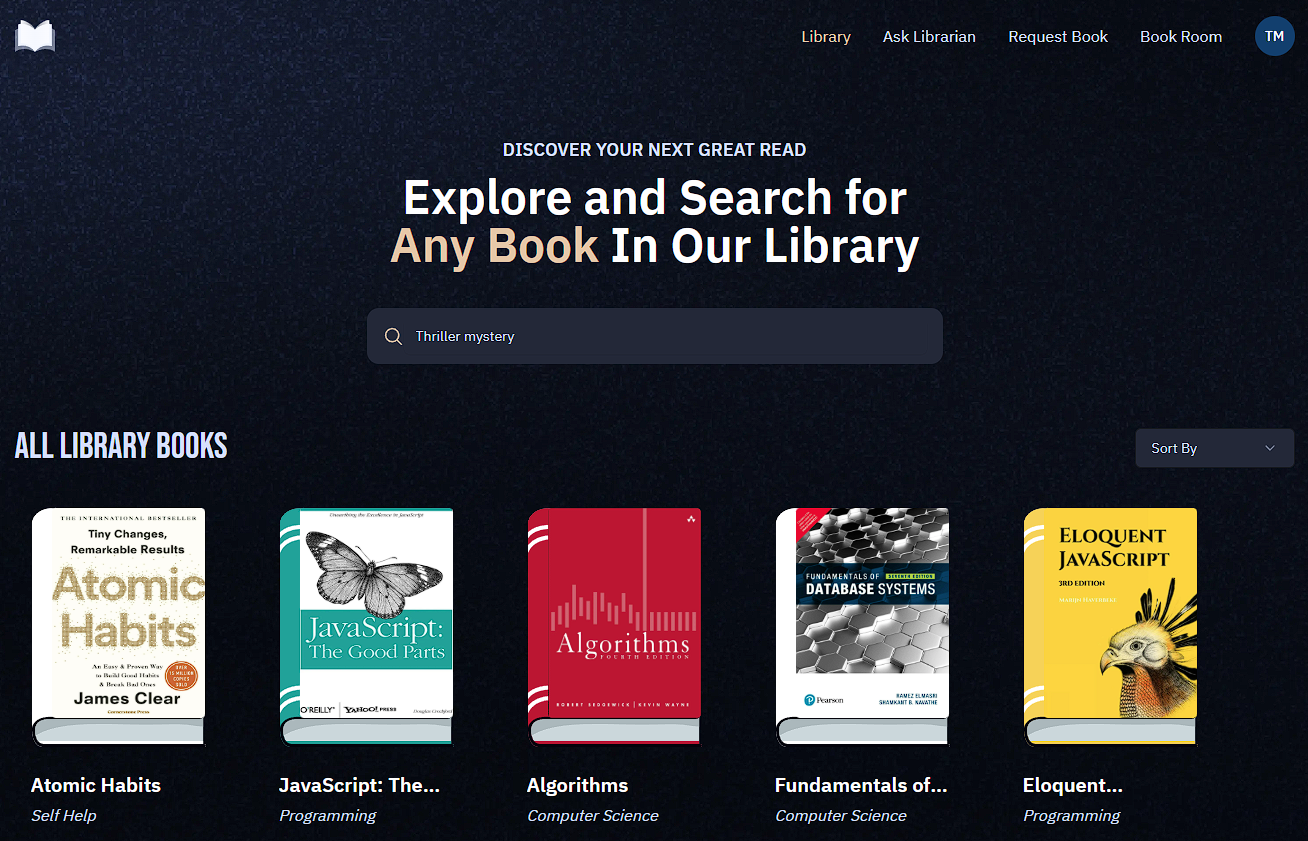 Library
Ask Librarian
Request Book
Book Room
TM
DISCOVER YOUR NEXT GREAT READ
Explore and Search for
Any Book In Our Library
Thriller mystery
ALL LIBRARY BOOKS
Sort By
THE INTERNATIONAL BESTSELLER
Tiny Changes,
Remarkable Results
Atomic
Habits
An Easy & Proven Way
to Build Good Habits
& Break Bad Ones
OVER
15 MILLION
COPIES
SOLD
James Clear
Cornerstone Press
Unearthing the Excellence in JavaScript
JavaScript:
The Good Parts
O'REILLY®
YAHOO! PRESS
Douglas Crockford
Algorithms
FOURTH EDITION
ROBERT SEDGEWICK | KEVIN WAYNE
FUNDAMENTALS OF
SEVENTH EDITION
DATABASE SYSTEMS
Pearson
RAMEZ ELMASRI
SHAMKANT B. NAVATHE
ELOQUENT
JAVASCRIPT
3RD EDITION
MARIJN HAVERBEKE
Atomic Habits
Self Help
JavaScript: The...
Programming
Algorithms
Computer Science
Fundamentals of...
Computer Science
Eloquent...
Programming